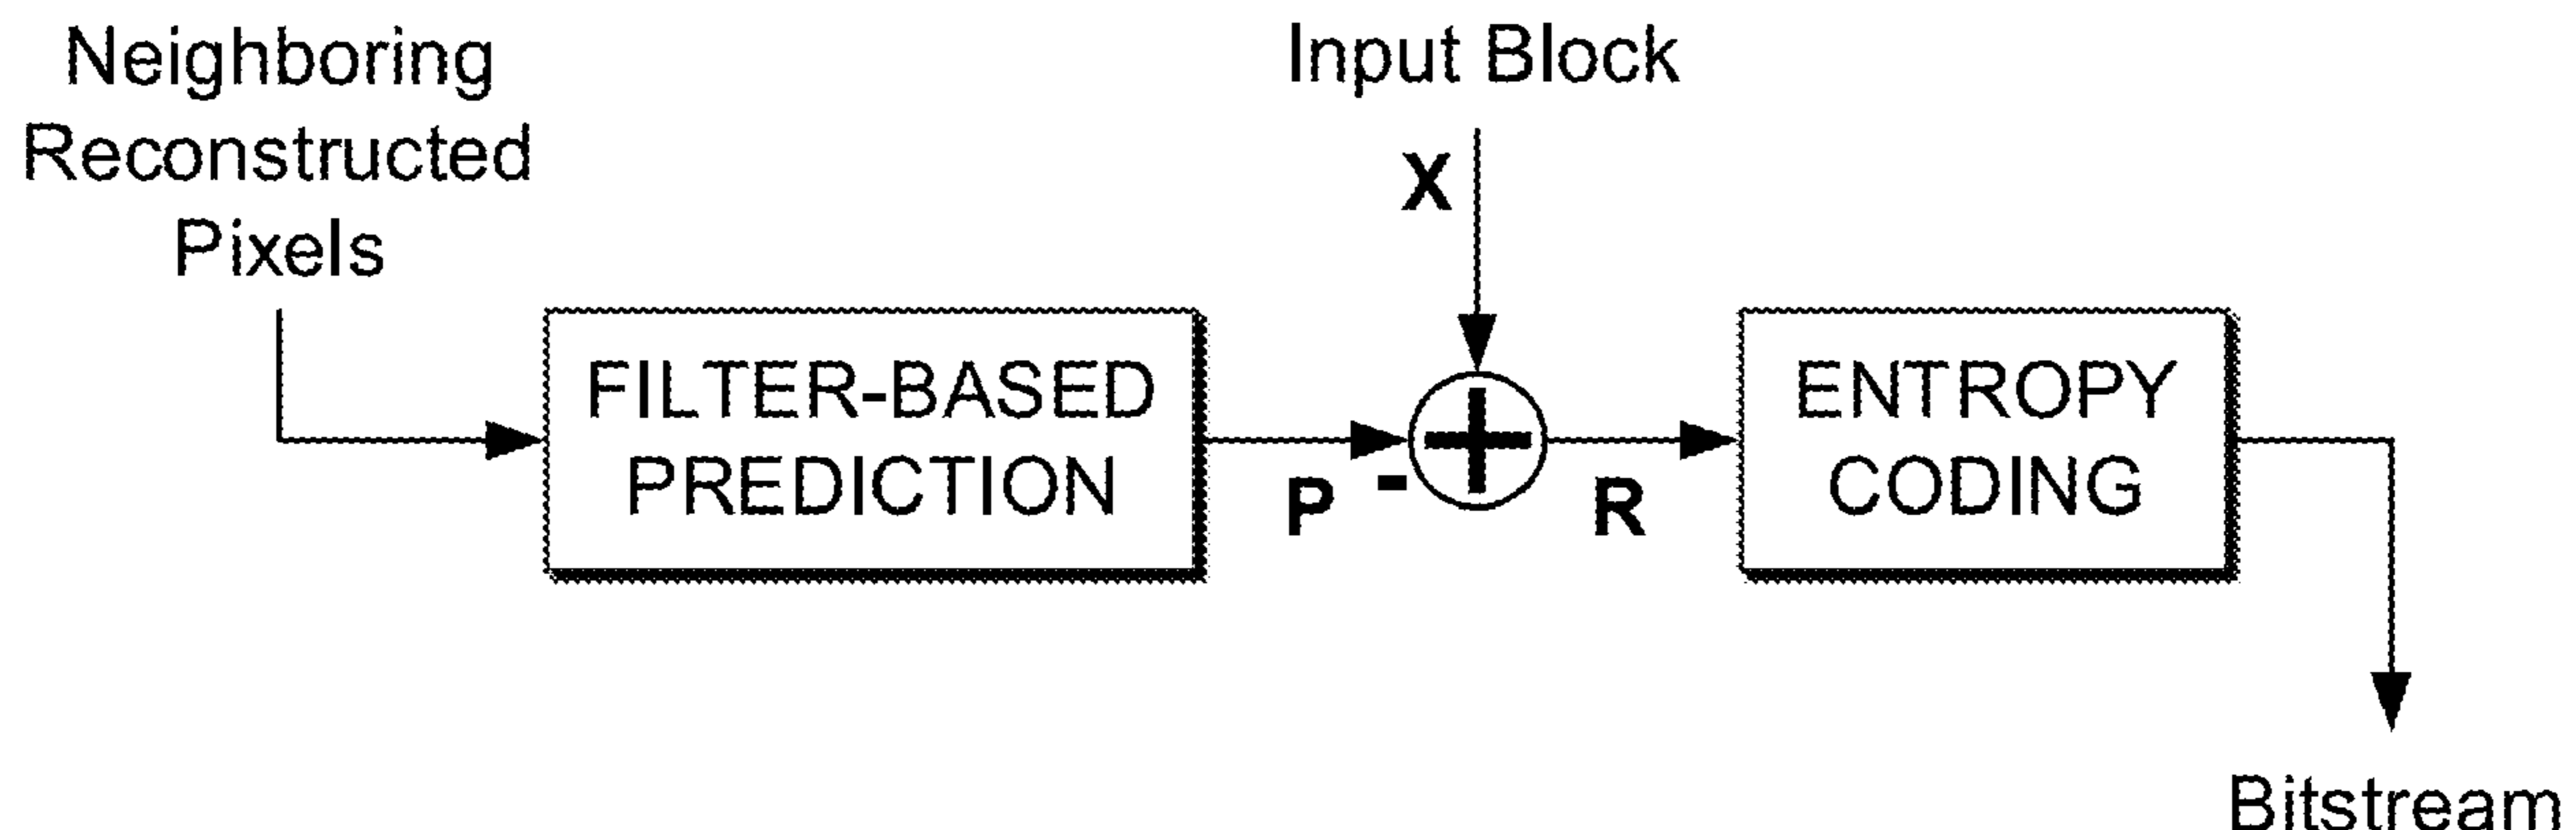 Neighboring
Reconstructed
Pixels
Input Block
X
FILTER-BASED
PREDICTION
P -
R
ENTROPY
CODING
Bitstream